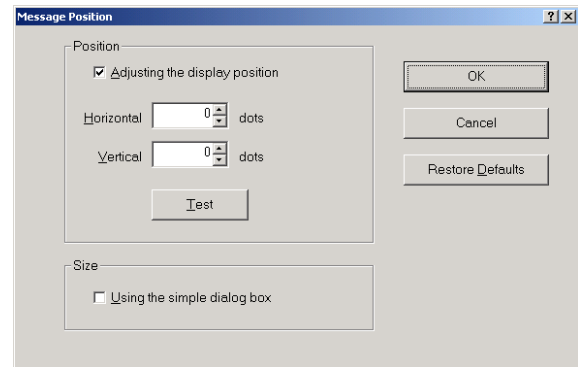 Message Position
Position
Adjusting the display position
Horizontal 0 dots
Vertical 0 dots
Test
Size
Using the simple dialog box
OK
Cancel
Restore Defaults